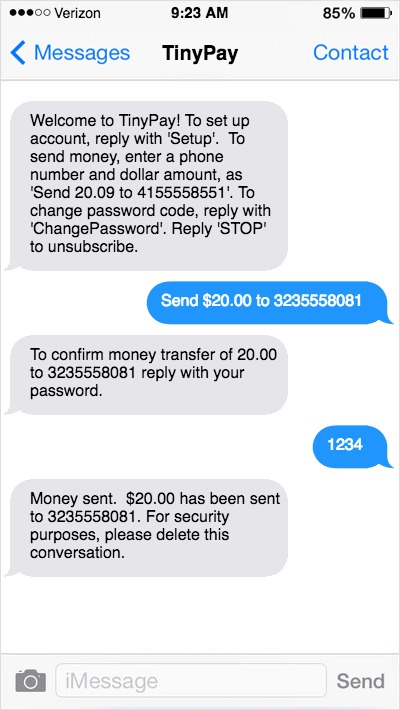 Verizon 9:23 AM 85%
Messages TinyPay Contact
Welcome to TinyPay! To set up
account, reply with 'Setup'.  To
send money, enter a phone
number and dollar amount, as
'Send 20.09 to 4155558551'. To
change password code, reply with
'ChangePassword'. Reply 'STOP'
to unsubscribe.
Send $20.00 to 3235558081
To confirm money transfer of 20.00
to 3235558081 reply with your
password.
1234
Money sent.  $20.00 has been sent
to 3235558081. For security
purposes, please delete this
conversation.
iMessage Send